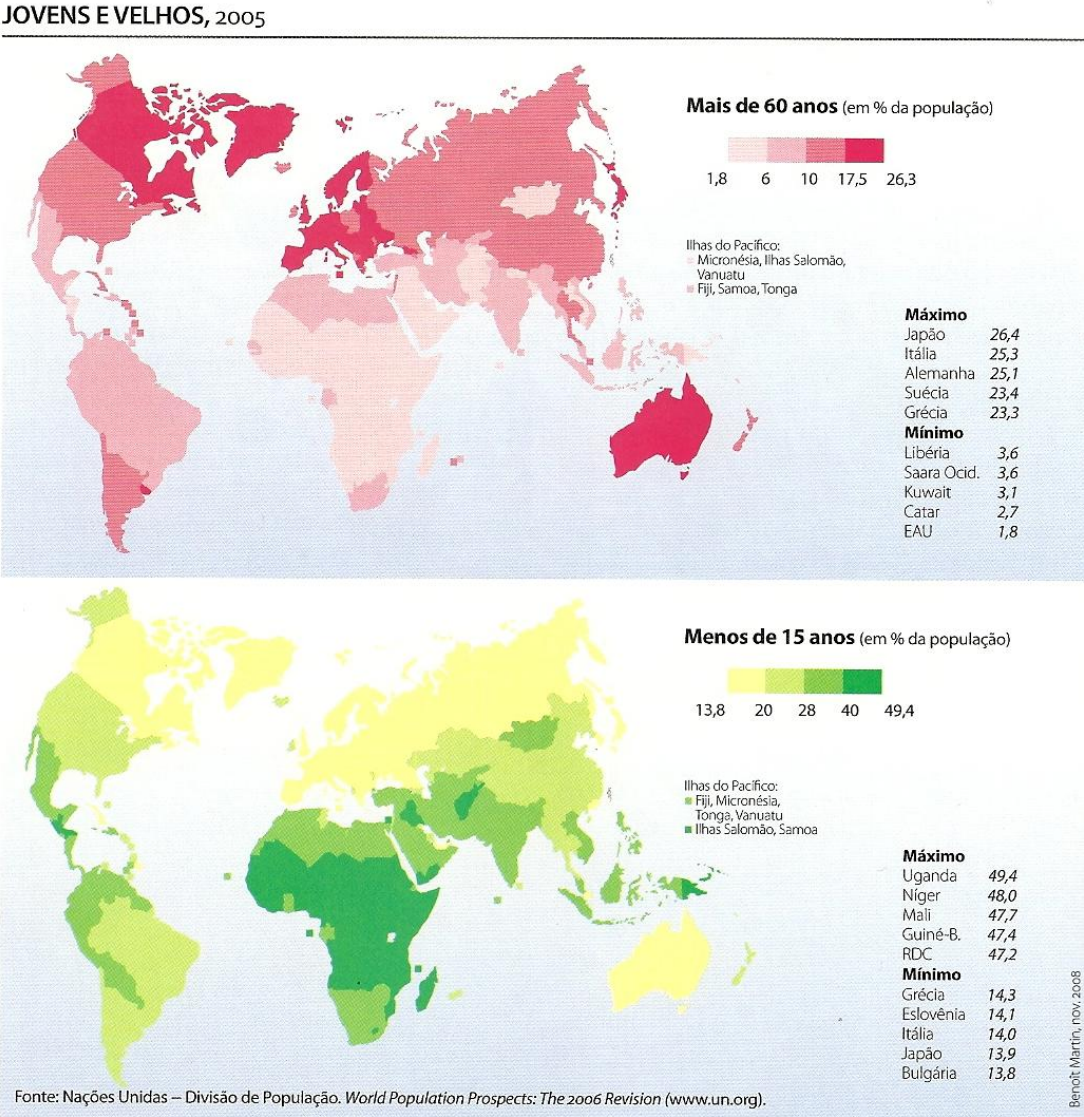 JOVENS E VELHOS, 2005
Mais de 60 anos (em % da população)
1,8 6 10 17,5 26,3
Ilhas do Pacífico:
Micronésia, Ilhas Salomão,
Vanuatu
Fiji, Samoa, Tonga
Máximo
Japão 26,4
Itália 25,3
Alemanha 25,1
Suécia 23,4
Grécia 23,3
Mínimo
Libéria 3,6
Saara Ocid. 3,6
Kuwait 3,1
Catar 2,7
EAU 1,8
Menos de 15 anos (em % da população)
13,8 20 28 40 49,4
Ilhas do Pacífico:
Fiji, Micronésia,
Tonga, Vanuatu
Ilhas Salomão, Samoa
Máximo
Uganda 49,4
Níger 48,0
Mali 47,7
Guiné-B. 47,4
RDC 47,2
Mínimo
Grécia 14,3
Eslovênia 14,1
Itália 14,0
Japão 13,9
Bulgária 13,8
Benoît Martin, nov. 2008
Fonte: Nações Unidas – Divisão de População. World Population Prospects: The 2006 Revision (www.un.org).